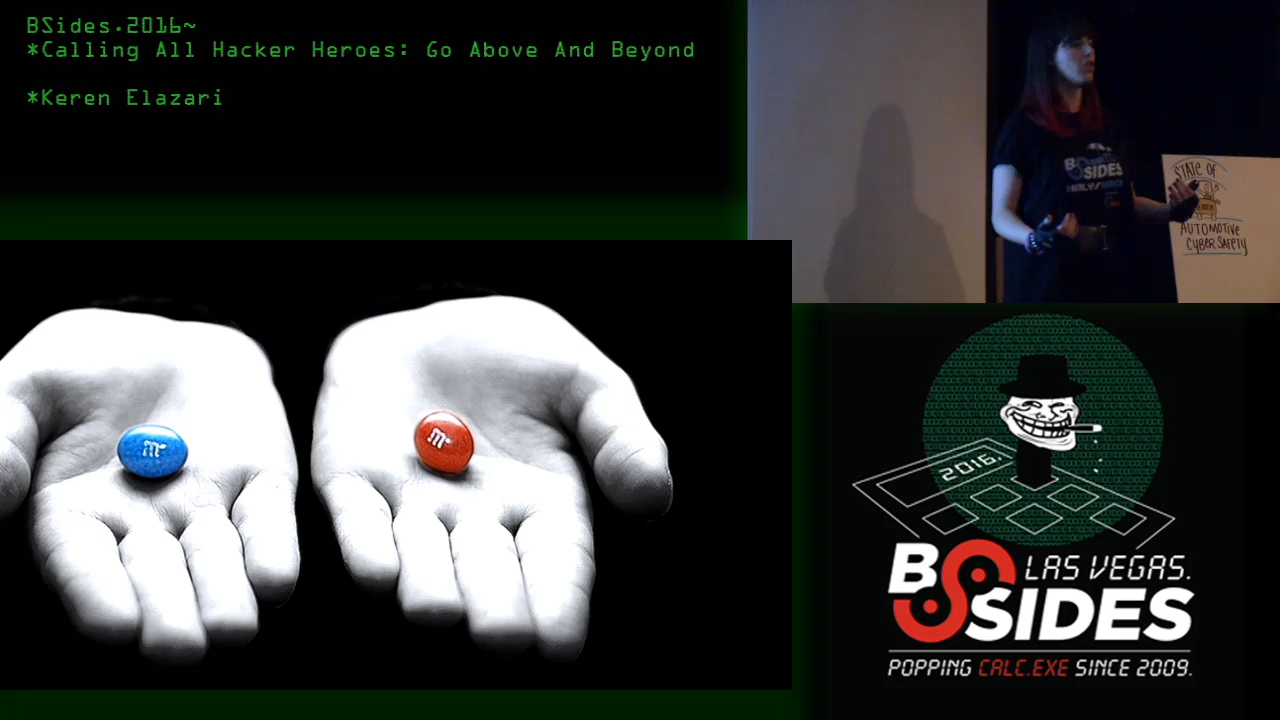 BSides.2016~
*Calling All Hacker Heroes: Go Above And Beyond
*Keren Elazari
B SIDES
STATE OF
AUTOMOTIVE
CYBER SAFETY
m
m
2016.
BSIDES LAS VEGAS.
POPPING CALC.EXE SINCE 2009.